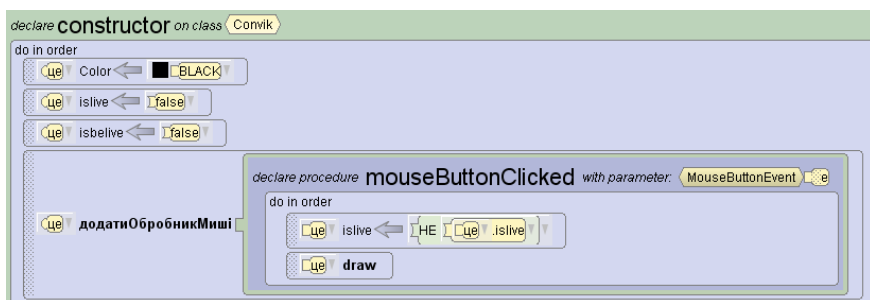 declare constructor on class Convik
do in order
це Color BLACK
це islive false
це isbelive false
declare procedure mouseButtonClicked with parameter: MouseButtonEvent e
do in order
це додатиОбробникМиші
це islive НЕ це .islive
це draw